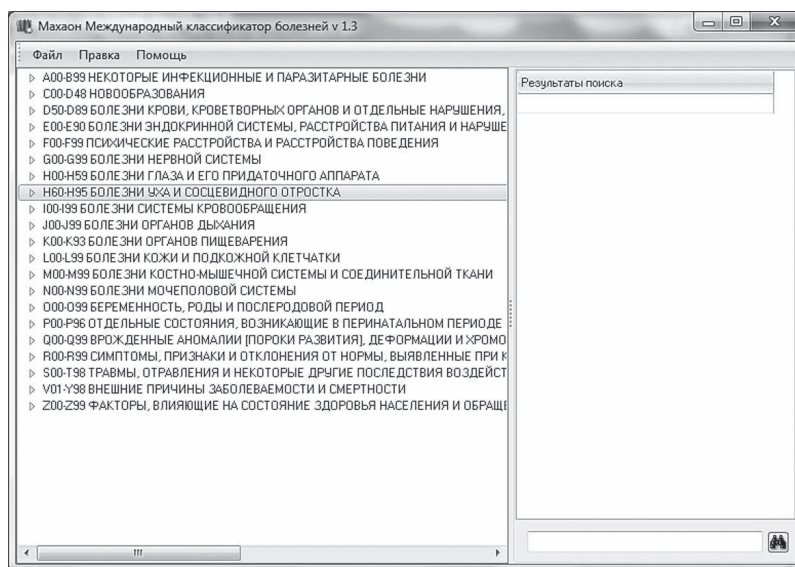 Махаон Международный классификатор болезней v 1.3
Файл Правка Помощь
A00-B99 НЕКОТОРЫЕ ИНФЕКЦИОННЫЕ И ПАРАЗИТАРНЫЕ БОЛЕЗНИ
C00-D48 НОВООБРАЗОВАНИЯ
D50-D89 БОЛЕЗНИ КРОВИ, КРОВЕТВОРНЫХ ОРГАНОВ И ОТДЕЛЬНЫЕ НАРУШЕНИЯ,
E00-E90 БОЛЕЗНИ ЭНДОКРИННОЙ СИСТЕМЫ, РАССТРОЙСТВА ПИТАНИЯ И НАРУШЕ
F00-F99 ПСИХИЧЕСКИЕ РАССТРОЙСТВА И РАССТРОЙСТВА ПОВЕДЕНИЯ
G00-G99 БОЛЕЗНИ НЕРВНОЙ СИСТЕМЫ
H00-H59 БОЛЕЗНИ ГЛАЗА И ЕГО ПРИДАТОЧНОГО АППАРАТА
H60-H95 БОЛЕЗНИ УХА И СОСЦЕВИДНОГО ОТРОСТКА
I00-I99 БОЛЕЗНИ СИСТЕМЫ КРОВООБРАЩЕНИЯ
J00-J99 БОЛЕЗНИ ОРГАНОВ ДЫХАНИЯ
K00-K93 БОЛЕЗНИ ОРГАНОВ ПИЩЕВАРЕНИЯ
L00-L99 БОЛЕЗНИ КОЖИ И ПОДКОЖНОЙ КЛЕТЧАТКИ
M00-M99 БОЛЕЗНИ КОСТНО-МЫШЕЧНОЙ СИСТЕМЫ И СОЕДИНИТЕЛЬНОЙ ТКАНИ
N00-N99 БОЛЕЗНИ МОЧЕПОЛОВОЙ СИСТЕМЫ
O00-O99 БЕРЕМЕННОСТЬ, РОДЫ И ПОСЛЕРОДОВОЙ ПЕРИОД
P00-P96 ОТДЕЛЬНЫЕ СОСТОЯНИЯ, ВОЗНИКАЮЩИЕ В ПЕРИНАТАЛЬНОМ ПЕРИОДЕ
Q00-Q99 ВРОЖДЕННЫЕ АНОМАЛИИ [ПОРОКИ РАЗВИТИЯ], ДЕФОРМАЦИИ И ХРОМО
R00-R99 СИМПТОМЫ, ПРИЗНАКИ И ОТКЛОНЕНИЯ ОТ НОРМЫ, ВЫЯВЛЕННЫЕ ПРИ К
S00-T98 ТРАВМЫ, ОТРАВЛЕНИЯ И НЕКОТОРЫЕ ДРУГИЕ ПОСЛЕДСТВИЯ ВОЗДЕЙСТ
V01-Y98 ВНЕШНИЕ ПРИЧИНЫ ЗАБОЛЕВАЕМОСТИ И СМЕРТНОСТИ
Z00-Z99 ФАКТОРЫ, ВЛИЯЮЩИЕ НА СОСТОЯНИЕ ЗДОРОВЬЯ НАСЕЛЕНИЯ И ОБРАЩЕ
Результаты поиска